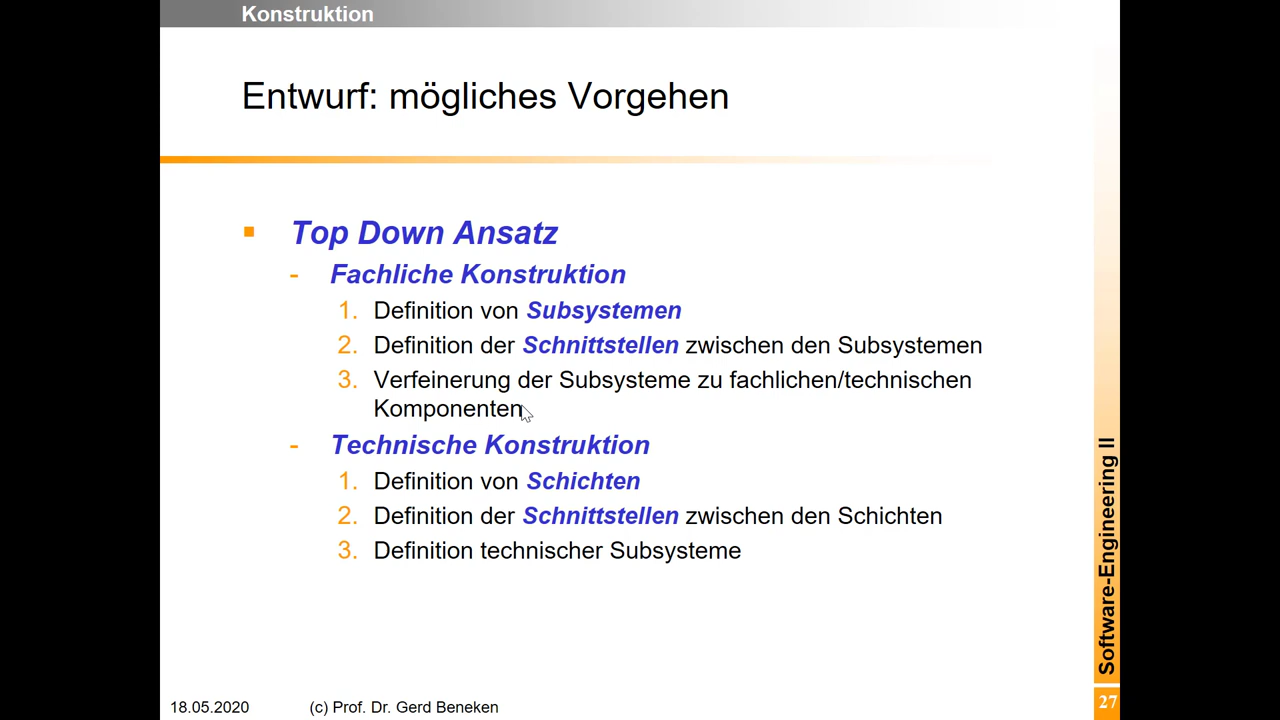 Konstruktion
Entwurf: mögliches Vorgehen
▪ Top Down Ansatz
- Fachliche Konstruktion
1. Definition von Subsystemen
2. Definition der Schnittstellen zwischen den Subsystemen
3. Verfeinerung der Subsysteme zu fachlichen/technischen
Komponenten
- Technische Konstruktion
1. Definition von Schichten
2. Definition der Schnittstellen zwischen den Schichten
3. Definition technischer Subsysteme
Software-Engineering II
18.05.2020
(c) Prof. Dr. Gerd Beneken
27